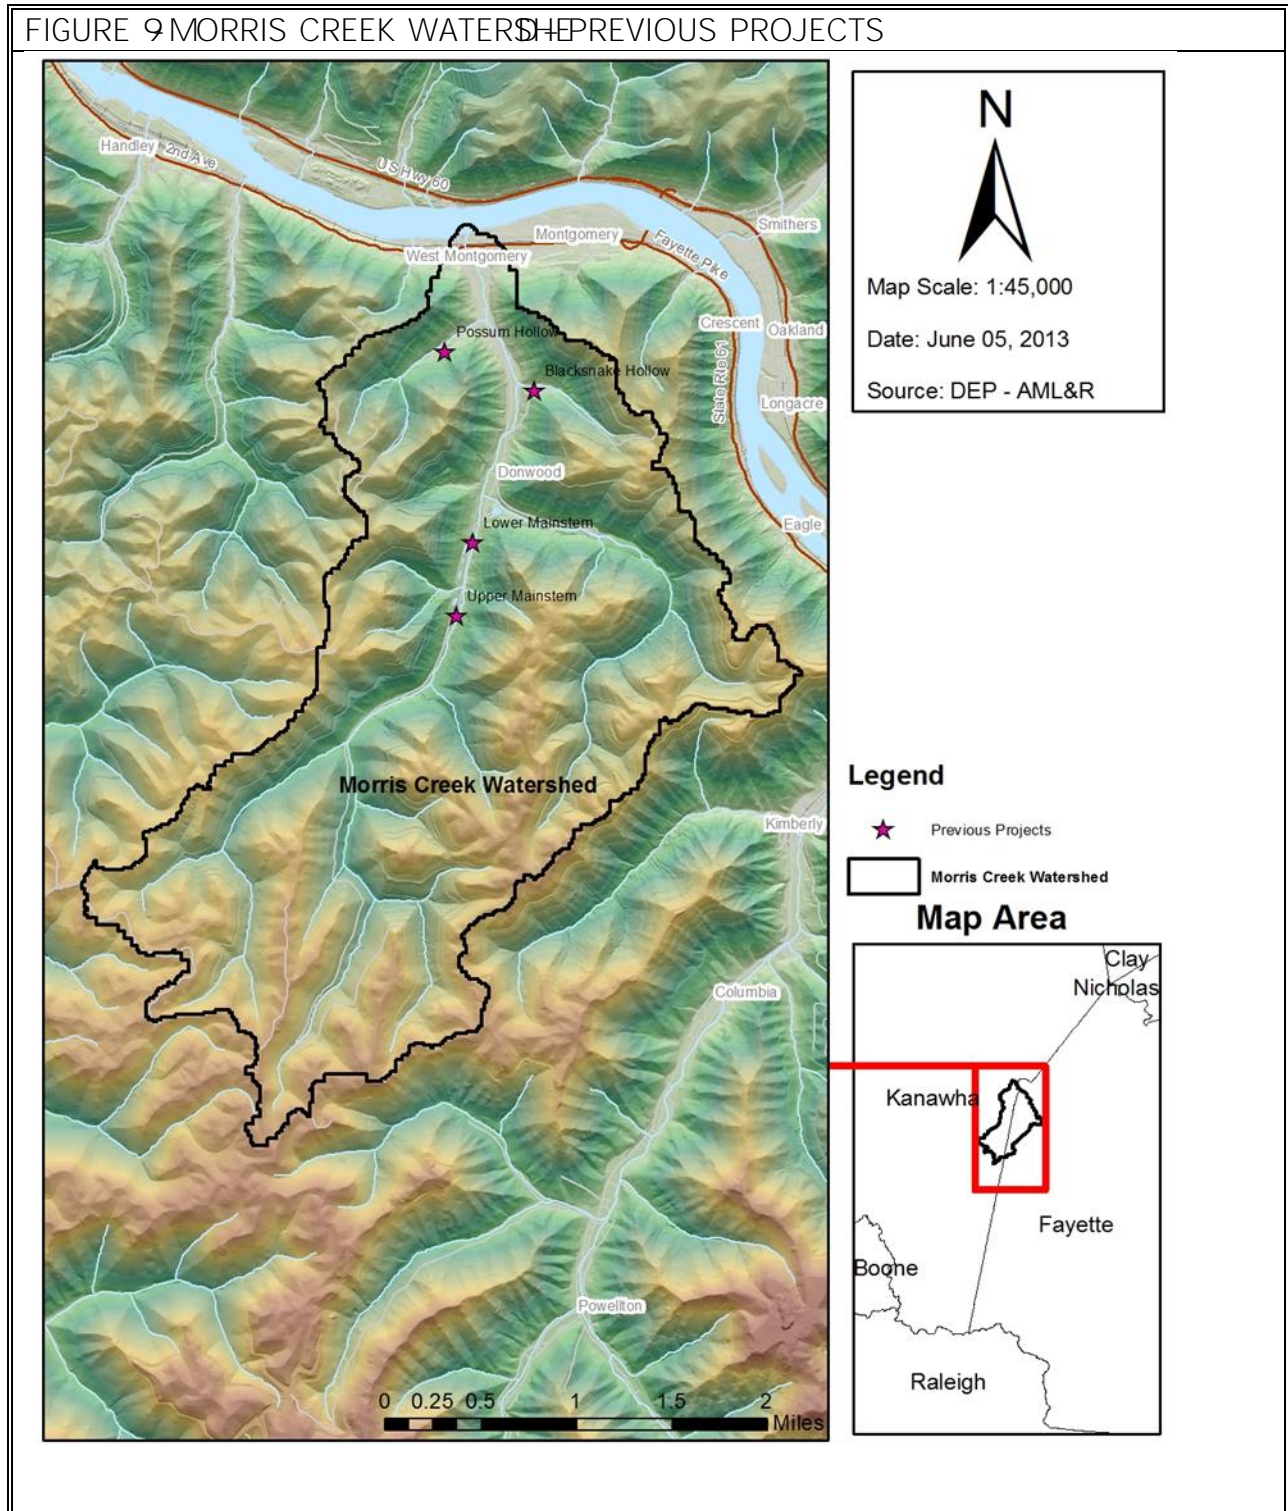 FIGURE 9-MORRIS CREEK WATERSHED-PREVIOUS PROJECTS
Handley
2nd Ave
US Hwy 60
Smithers
Montgomery
Fayette Pike
West Montgomery
Crescent
Oakland
Possum Hollow
State Rte 61
Blacksnake Hollow
Longacre
Donwood
Lower Mainstem
Eagle
Upper Mainstem
Morris Creek Watershed
Kimberly
Columbia
Powellton
0 0.25 0.5 1 1.5 2
Miles
N
Map Scale: 1:45,000
Date: June 05, 2013
Source: DEP - AML&R
Legend
Previous Projects
Morris Creek Watershed
Map Area
Clay
Nicholas
Kanawha
Fayette
Boone
Raleigh